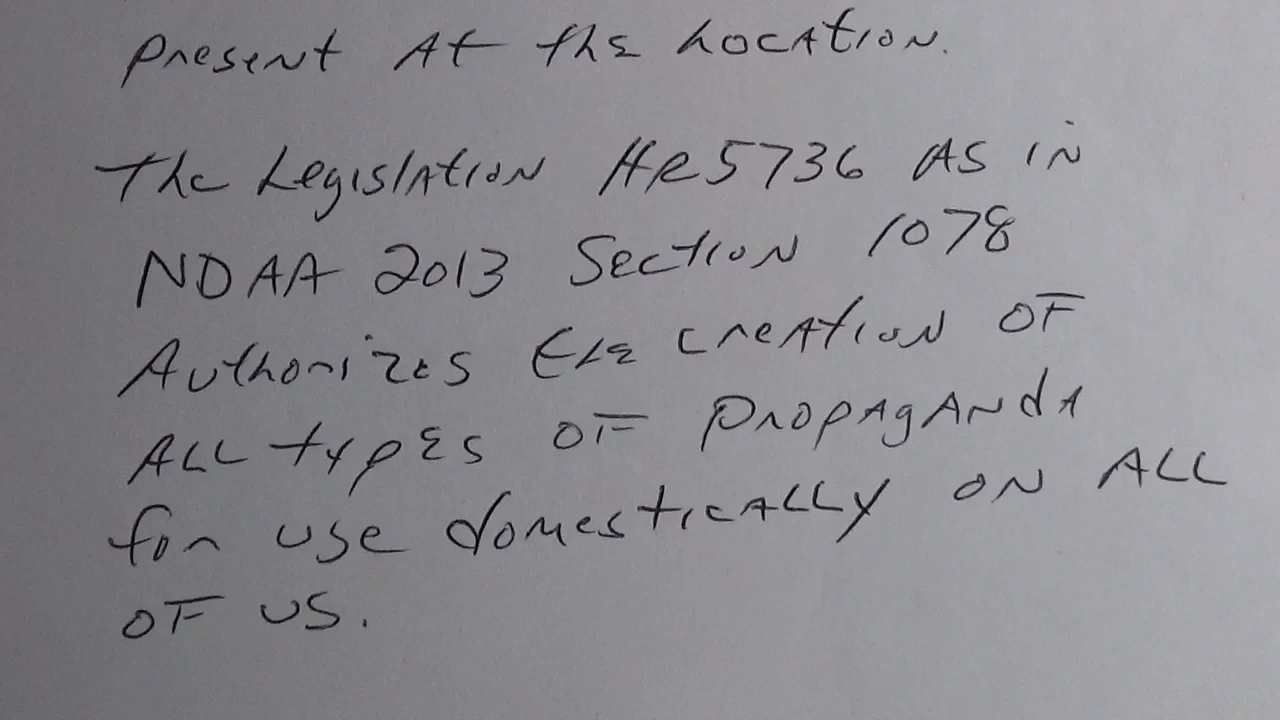 Present At the Location.
The Legislation HR5736 AS in
NDAA 2013 Section 1078
Authorizes the creation OF
ALL types OF propaganda
for use domestically ON ALL
OF US.